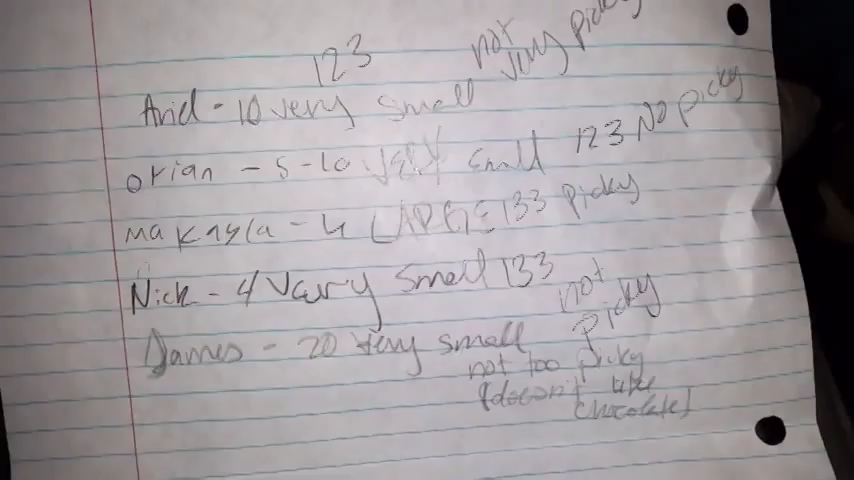 123 not very picky
Arid - 10 very small
orian - 5-10 VERY small 123 No picky
Makayla - 4 LARGE 133 picky
Nick - 4 Very small 133 not picky
James - 20 very small
not too picky
(doesn't like
chocolate)